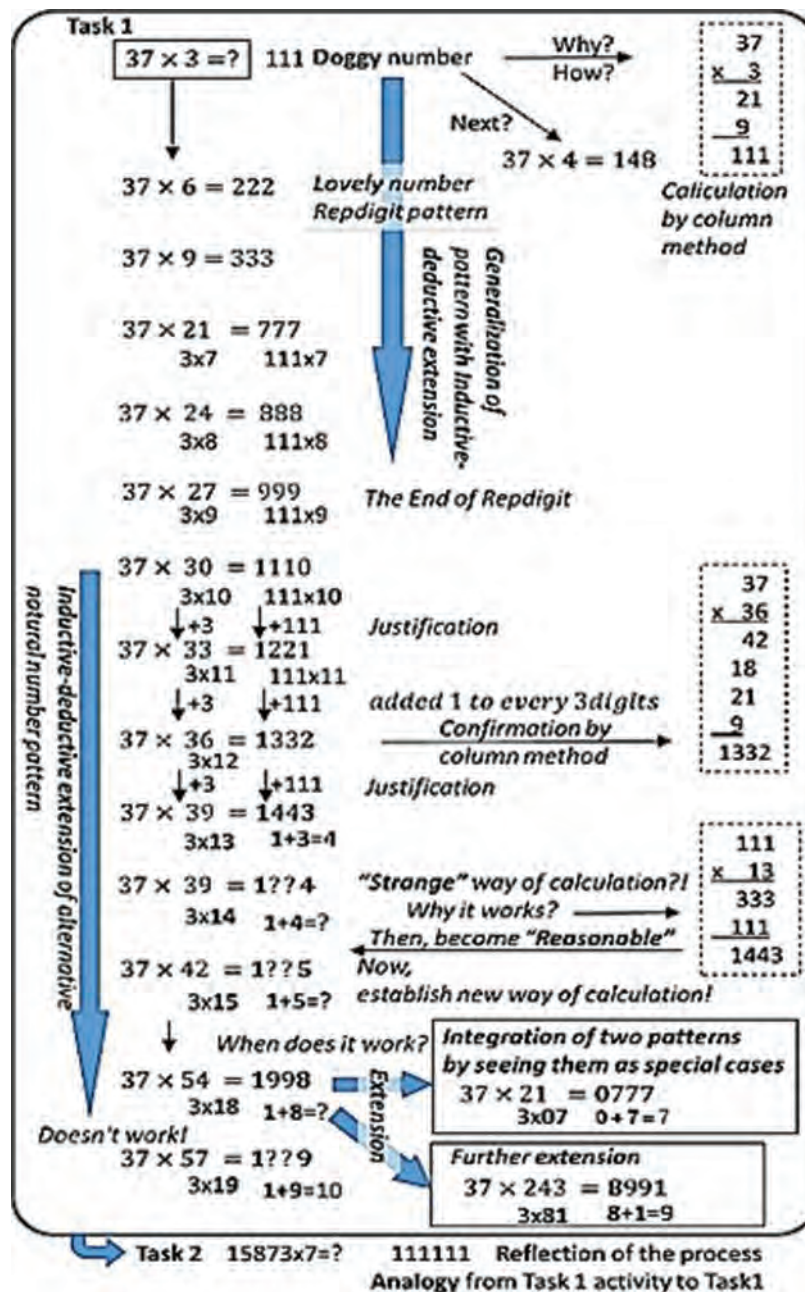 Task 1
37 × 3 =? 111 Doggy number
Why?
How?
37
x 3
21
9
111
Caliculation
by column
method
Next?
37 × 4 = 148
37 × 6 = 222
Lovely number
Repdigit pattern
37 × 9 = 333
Generalization of
pattern with Inductive-
deductive extension
37 × 21 = 777
3x7 111x7
37 × 24 = 888
3x8 111x8
37 × 27 = 999
3x9 111x9
The End of Repdigit
Inductive-deductive extension of alternative
natural number pattern
37 × 30 = 1110
3x10 111x10
+3 +111
Justification
37 × 33 = 1221
3x11 111x11
+3 +111
added 1 to every 3digits
37 × 36 = 1332
3x12
Confirmation by
column method
37
x 36
42
18
21
9
1332
+3 +111
Justification
37 × 39 = 1443
3x13 1+3=4
37 × 39 = 1??4
3x14 1+4=?
"Strange" way of calculation?!
Why it works?
Then, become "Reasonable"
111
x 13
333
111
1443
37 × 42 = 1??5
3x15 1+5=?
Now,
establish new way of calculation!
When does it work?
37 × 54 = 1998
3x18 1+8=?
Extension
Integration of two patterns
by seeing them as special cases
37 × 21 = 0777
3x07 0+7=7
Doesn't work!
37 × 57 = 1??9
3x19 1+9=10
Further extension
37 × 243 = 8991
3x81 8+1=9
Task 2 15873x7=? 111111 Reflection of the process
Analogy from Task 1 activity to Task1